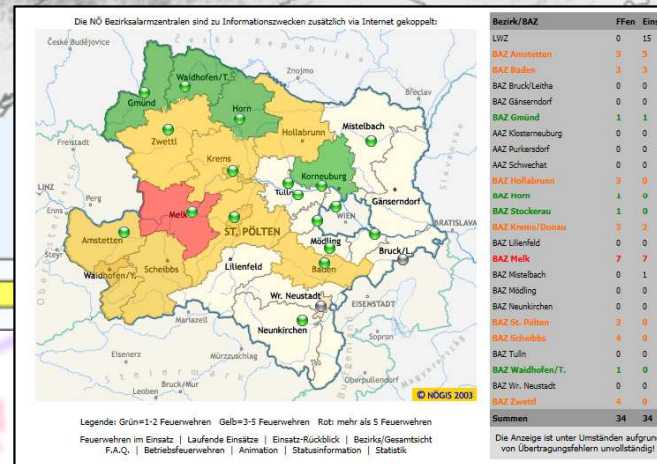 Die NÖ Bezirksalarmzentralen sind zu Informationszwecken zusätzlich via Internet gekoppelt:
České Budějovice
Česká Republika
Znojmo
Břeclav
Waidhofen/T.
Gmünd
Horn
Mistelbach
Hollabrunn
Freistadt
Zwettl
Krems
Korneuburg
LINZ
Perg
Tulln
Gänserndorf
Enns
Melk
WIEN
ST. PÖLTEN
BRATISLAVA
Steyr
Amstetten
Mödling
Bruck/L.
Lilienfeld
Baden
Waidhofen/Y.
Scheibbs
Wr. Neustadt
EISENSTADT
Mariazell
Neunkirchen
Sopron
Eisenerz
Mürzzuschlag
Steiermark
Bruck/Mur
Oberpullendorf
Leoben
© NÖGIS 2003
Legende: Grün=1-2 Feuerwehren Gelb=3-5 Feuerwehren Rot: mehr als 5 Feuerwehren
Feuerwehren im Einsatz | Laufende Einsätze | Einsatz-Rückblick | Bezirks/Gesamtsicht
F.A.Q. | Betriebsfeuerwehren | Animation | Statusinformation | Statistik
Bezirk/BAZ FFen Eins
LWZ 0 15
BAZ Amstetten 3 5
BAZ Baden 3 3
BAZ Bruck/Leitha 0 0
BAZ Gänserndorf 0 0
BAZ Gmünd 1 1
AAZ Klosterneuburg 0 0
AAZ Purkersdorf 0 0
AAZ Schwechat 0 0
BAZ Hollabrunn 3 0
BAZ Horn 1 0
BAZ Stockerau 1 0
BAZ Krems/Donau 3 2
BAZ Lilienfeld 0 0
BAZ Melk 7 7
BAZ Mistelbach 0 1
BAZ Mödling 0 0
BAZ Neunkirchen 0 0
BAZ St. Pölten 3 0
BAZ Scheibbs 4 0
BAZ Tulln 0 0
BAZ Waidhofen/T. 1 0
BAZ Wr. Neustadt 0 0
BAZ Zwettl 4 0
Summen 34 34
Die Anzeige ist unter Umständen aufgrun
von Übertragungsfehlern unvollständig!